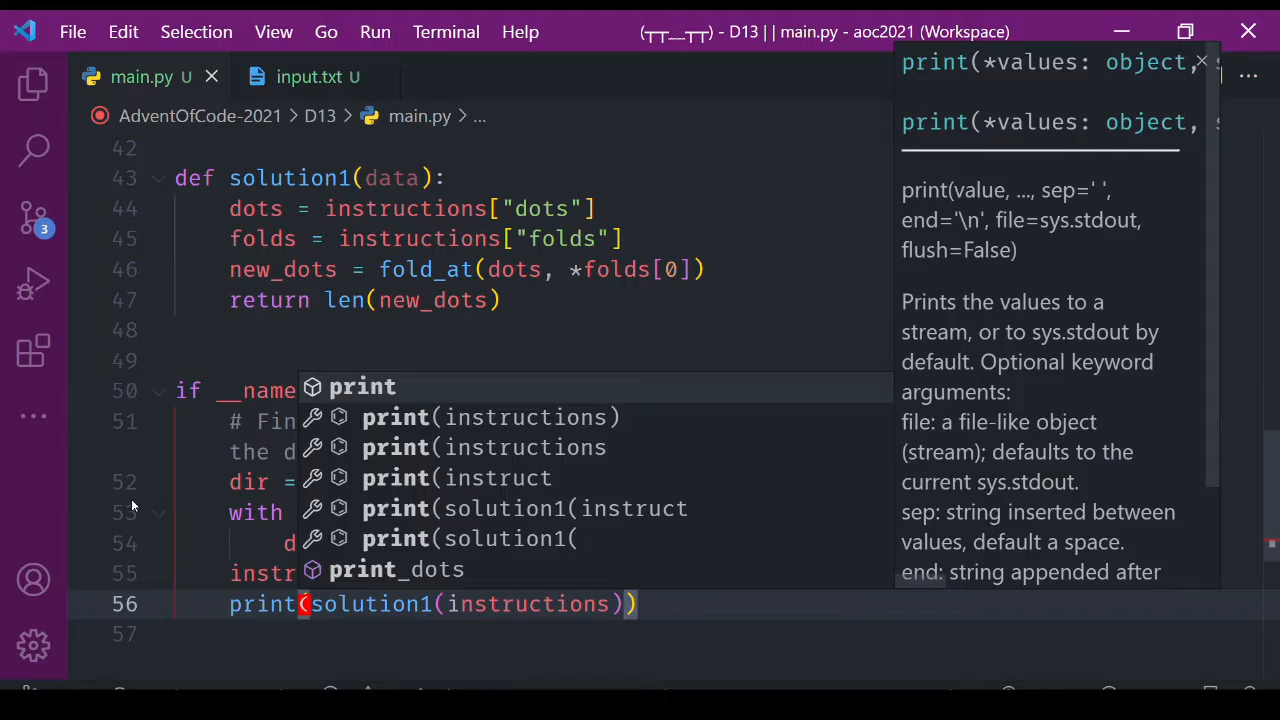 File Edit Selection View Go Run Terminal Help (┬┬__┬┬) - D13 | | main.py - aoc2021 (Workspace)
main.py U input.txt U
AdventOfCode-2021 > D13 > main.py > ...
42
43 def solution1(data):
44 dots = instructions["dots"]
45 folds = instructions["folds"]
46 new_dots = fold_at(dots, *folds[0])
47 return len(new_dots)
48
49
50 if __name
51 # Fin
the d
52 dir =
53 with
54 d
55 instr
56 print(solution1(instructions))
57
print
print(instructions)
print(instructions
print(instruct
print(solution1(instruct
print(solution1(
print_dots
print(*values: object,
print(*values: object,
print(value, ..., sep=' ',
end='\n', file=sys.stdout,
flush=False)
Prints the values to a
stream, or to sys.stdout by
default. Optional keyword
arguments:
file: a file-like object
(stream); defaults to the
current sys.stdout.
sep: string inserted between
values, default a space.
end: string appended after
3